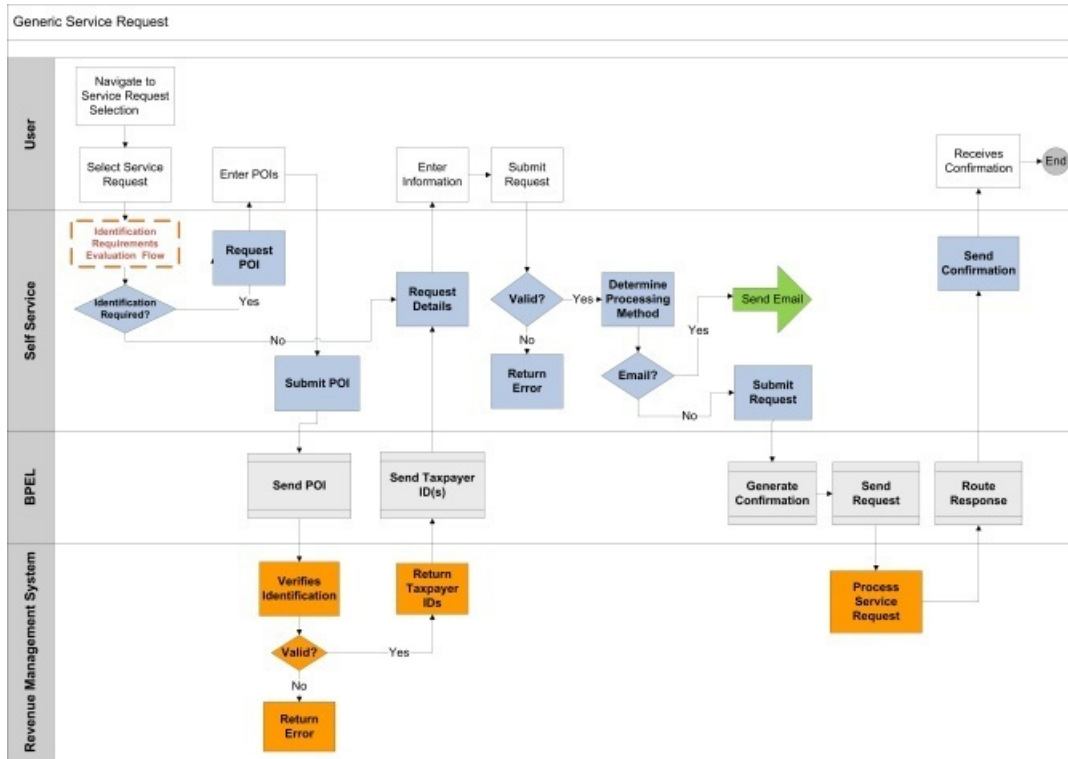 Generic Service Request
User
Navigate to
Service Request
Selection
Select Service
Request
Enter POIs
Enter
Information
Submit
Request
Receives
Confirmation
End
Self Service
Identification
Requirements
Evaluation Flow
Identification
Required?
Yes
No
Request
POI
Submit POI
Request
Details
Valid?
Yes
No
Return
Error
Determine
Processing
Method
Email?
Yes
No
Send Email
Submit
Request
Send
Confirmation
BPEL
Send POI
Send Taxpayer
ID(s)
Generate
Confirmation
Send
Request
Route
Response
Revenue Management System
Verifies
Identification
Valid?
Yes
No
Return
Error
Return
Taxpayer
IDs
Process
Service
Request